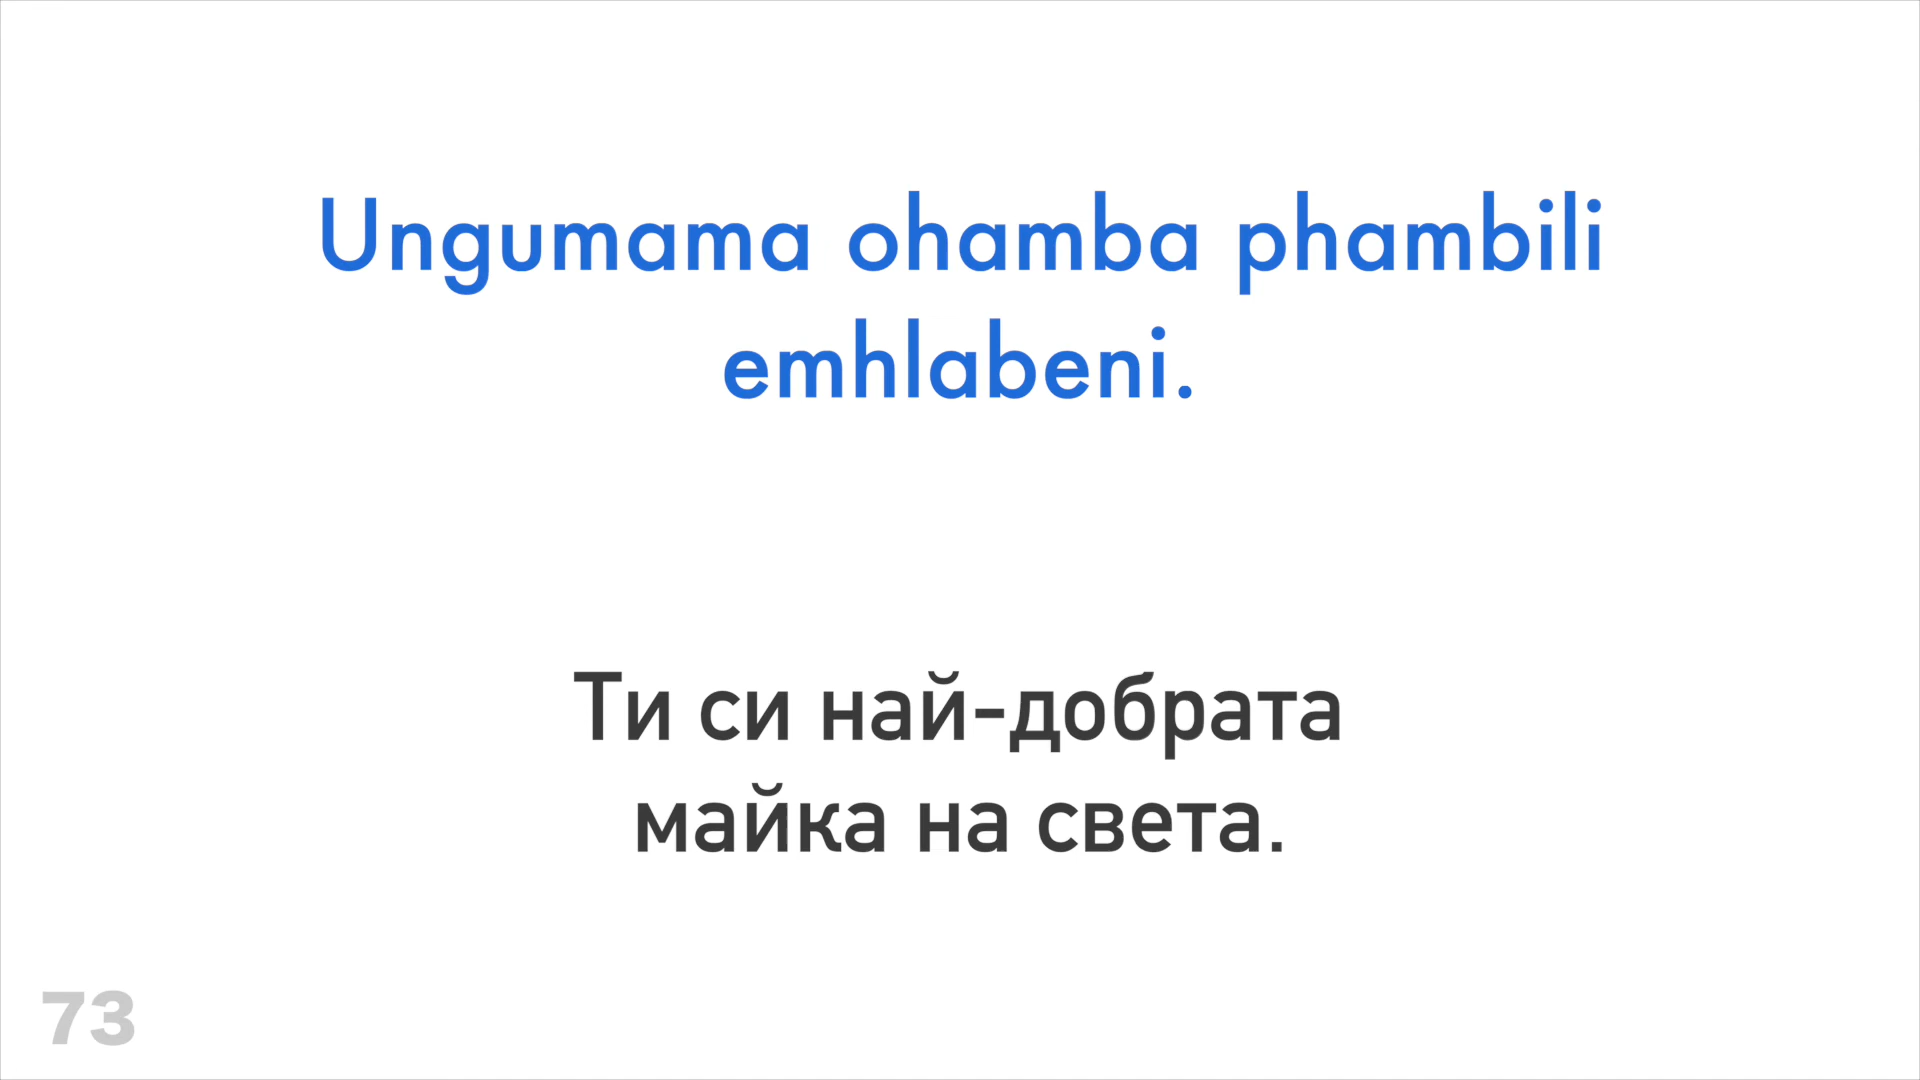 Ungumama ohamba phambili
emhlabeni.
Ти си най-добрата
майка на света.
73